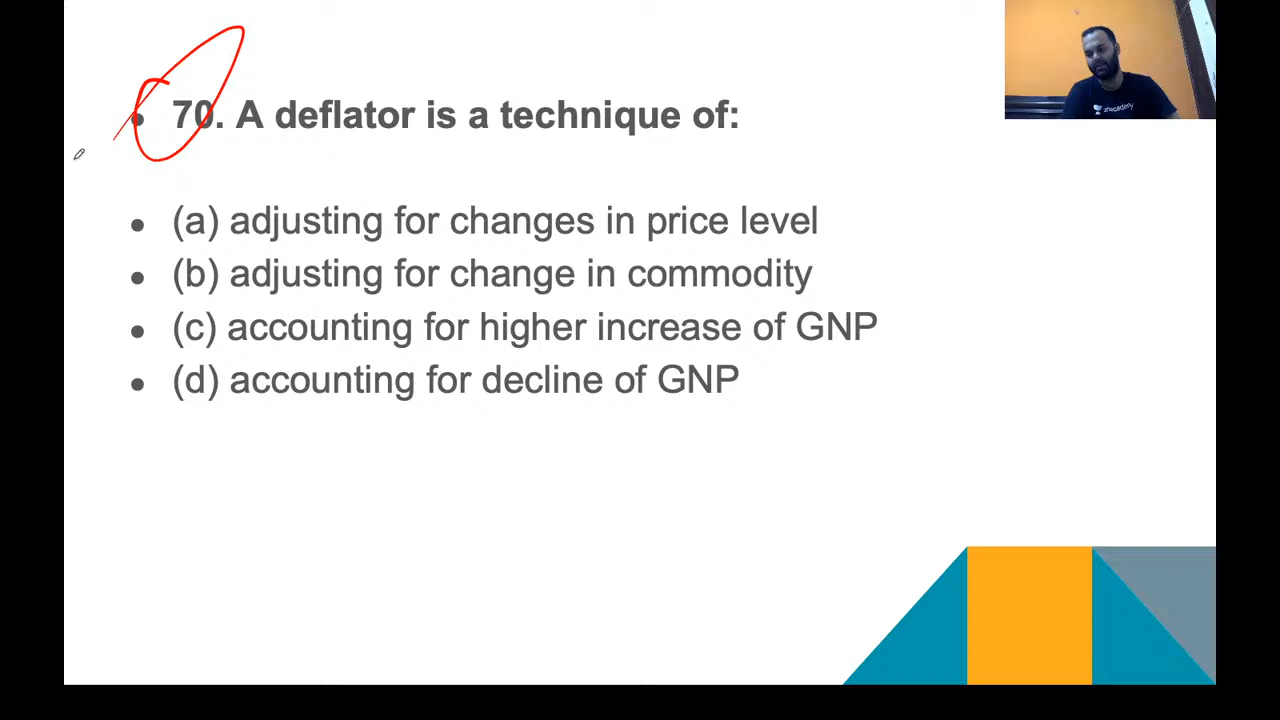 • 70. A deflator is a technique of:
• (a) adjusting for changes in price level
• (b) adjusting for change in commodity
• (c) accounting for higher increase of GNP
• (d) accounting for decline of GNP